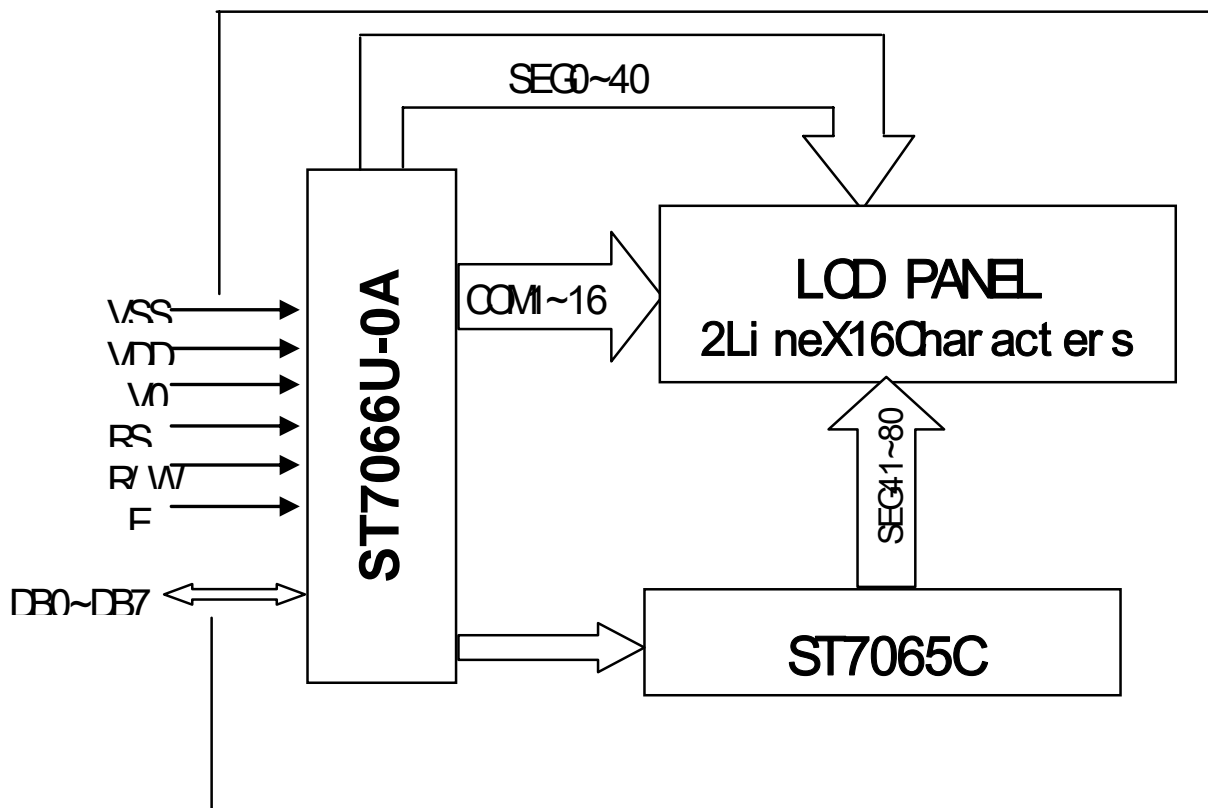 SEG0~40
LCD PANEL
2LineX16Characters
COM1~16
ST7066U-0A
VSS
VDD
V0
RS
R/W
E
DB0~DB7
SEG41~80
ST7065C